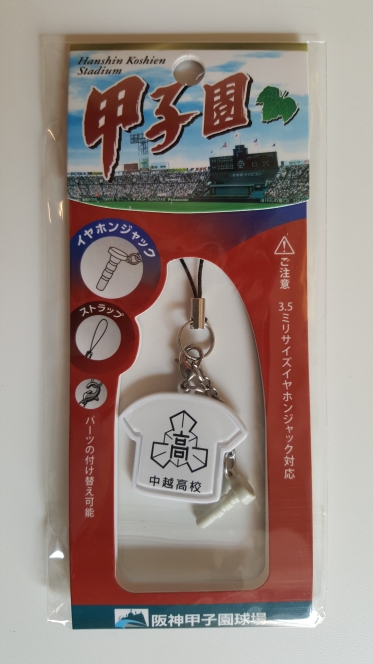 Hanshin Koshien
Stadium
甲子園
イヤホンジャック
ストラップ
パーツの付け替え可能
⚠ご注意 3.5ミリサイズイヤホンジャック対応
高
中越高校
阪神甲子園球場